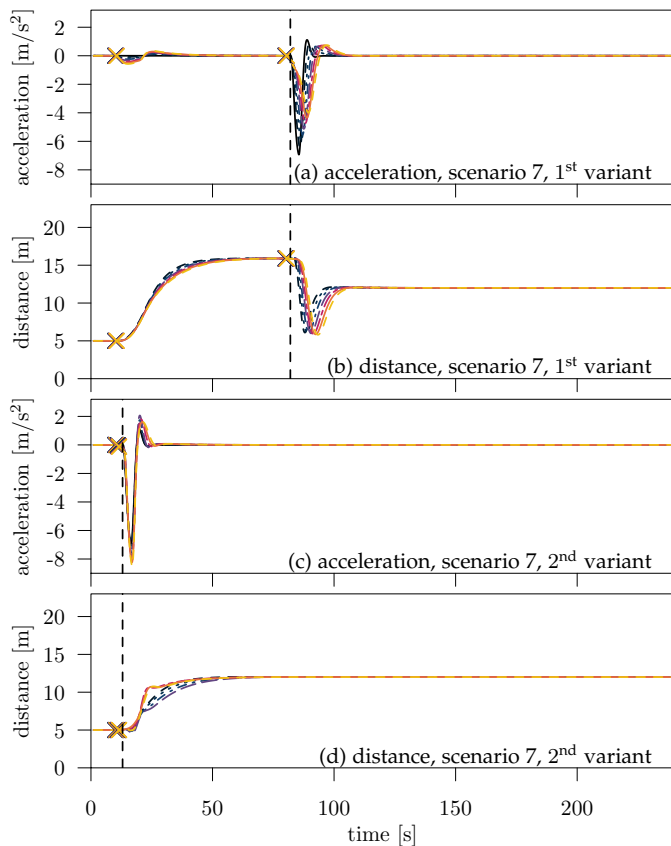 acceleration [m/s²]
2
0
-2
-4
-6
-8
(a) acceleration, scenario 7, 1st variant
distance [m]
20
15
10
5
0
(b) distance, scenario 7, 1st variant
acceleration [m/s²]
2
0
-2
-4
-6
-8
(c) acceleration, scenario 7, 2nd variant
distance [m]
20
15
10
5
0
(d) distance, scenario 7, 2nd variant
0 50 100 150 200
time [s]